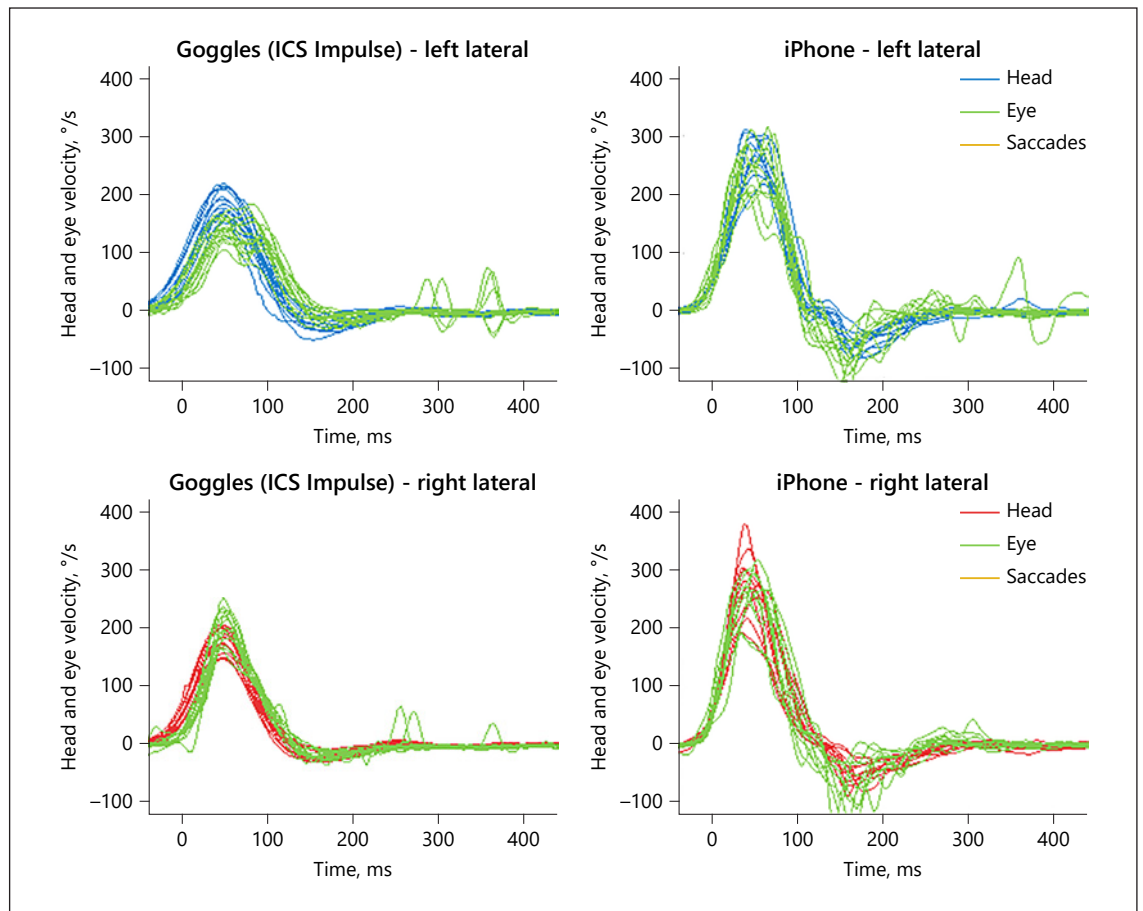 Goggles (ICS Impulse) - left lateral
400
300
200
100
0
–100
Head and eye velocity, °/s
0 100 200 300 400
Time, ms
iPhone - left lateral
Head
Eye
Saccades
400
300
200
100
0
–100
Head and eye velocity, °/s
0 100 200 300 400
Time, ms
Goggles (ICS Impulse) - right lateral
400
300
200
100
0
–100
Head and eye velocity, °/s
0 100 200 300 400
Time, ms
iPhone - right lateral
Head
Eye
Saccades
400
300
200
100
0
–100
Head and eye velocity, °/s
0 100 200 300 400
Time, ms